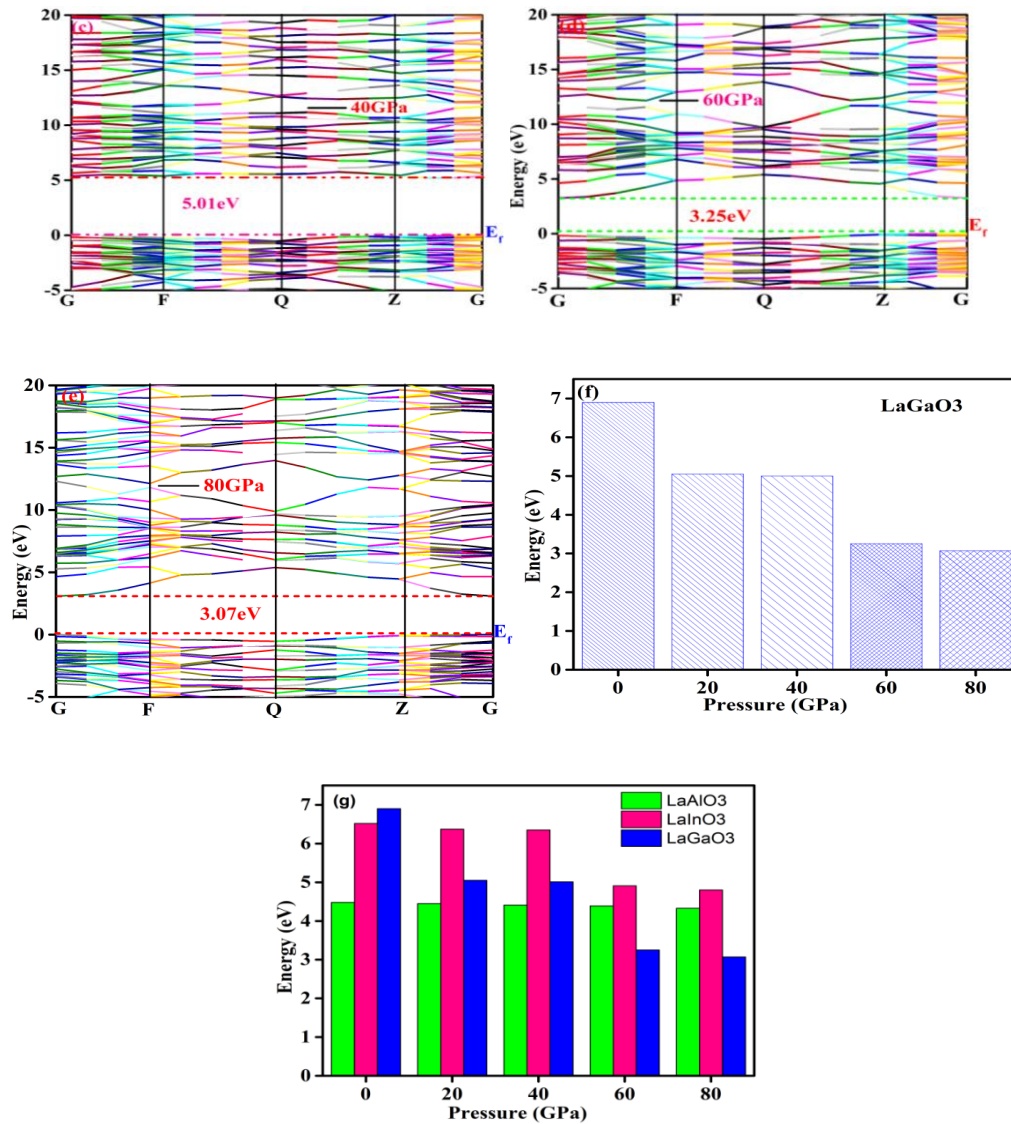 (c)
20
15
10
5
0
-5
40GPa
5.01eV
E_f
G F Q Z G
(d)
Energy (eV)
20
15
10
5
0
-5
60GPa
3.25eV
E_f
G F Q Z G
(e)
Energy (eV)
20
15
10
5
0
-5
80GPa
3.07eV
E_f
G F Q Z G
(f)
LaGaO3
Energy (eV)
7
6
5
4
3
2
1
0
0 20 40 60 80
Pressure (GPa)
(g)
LaAlO3
LaInO3
LaGaO3
Energy (eV)
7
6
5
4
3
2
1
0
0 20 40 60 80
Pressure (GPa)